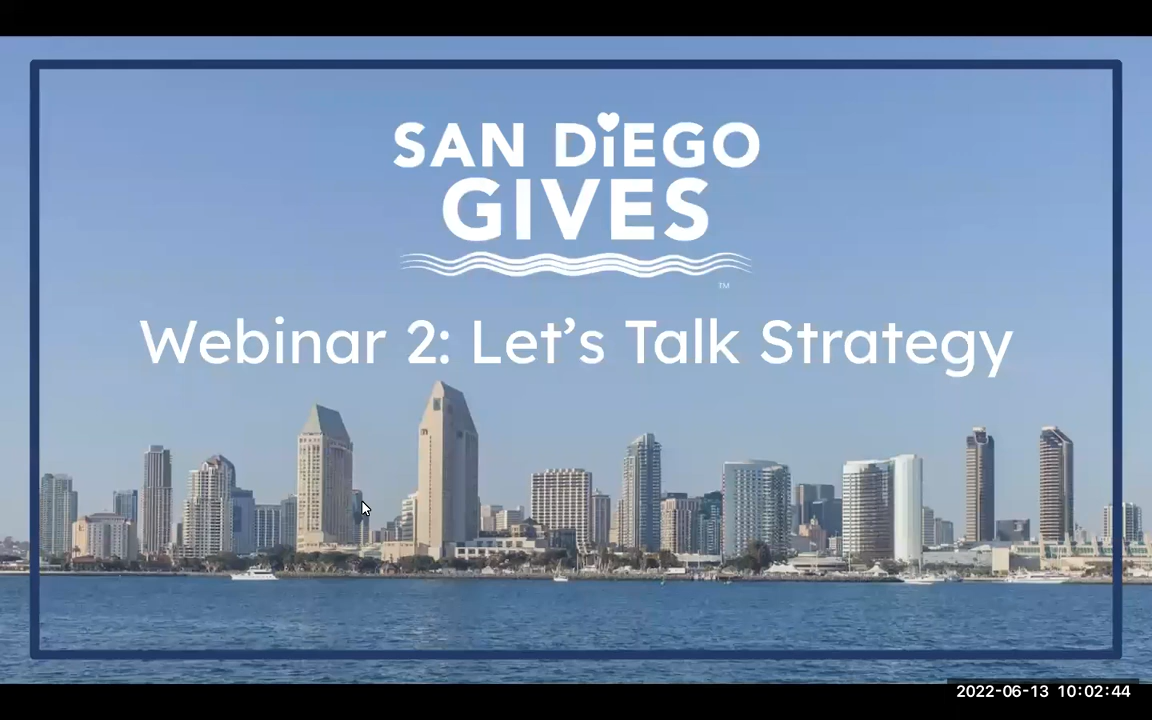 SAN DiEGO
GIVES
TM
Webinar 2: Let's Talk Strategy
2022-06-13 10:02:44